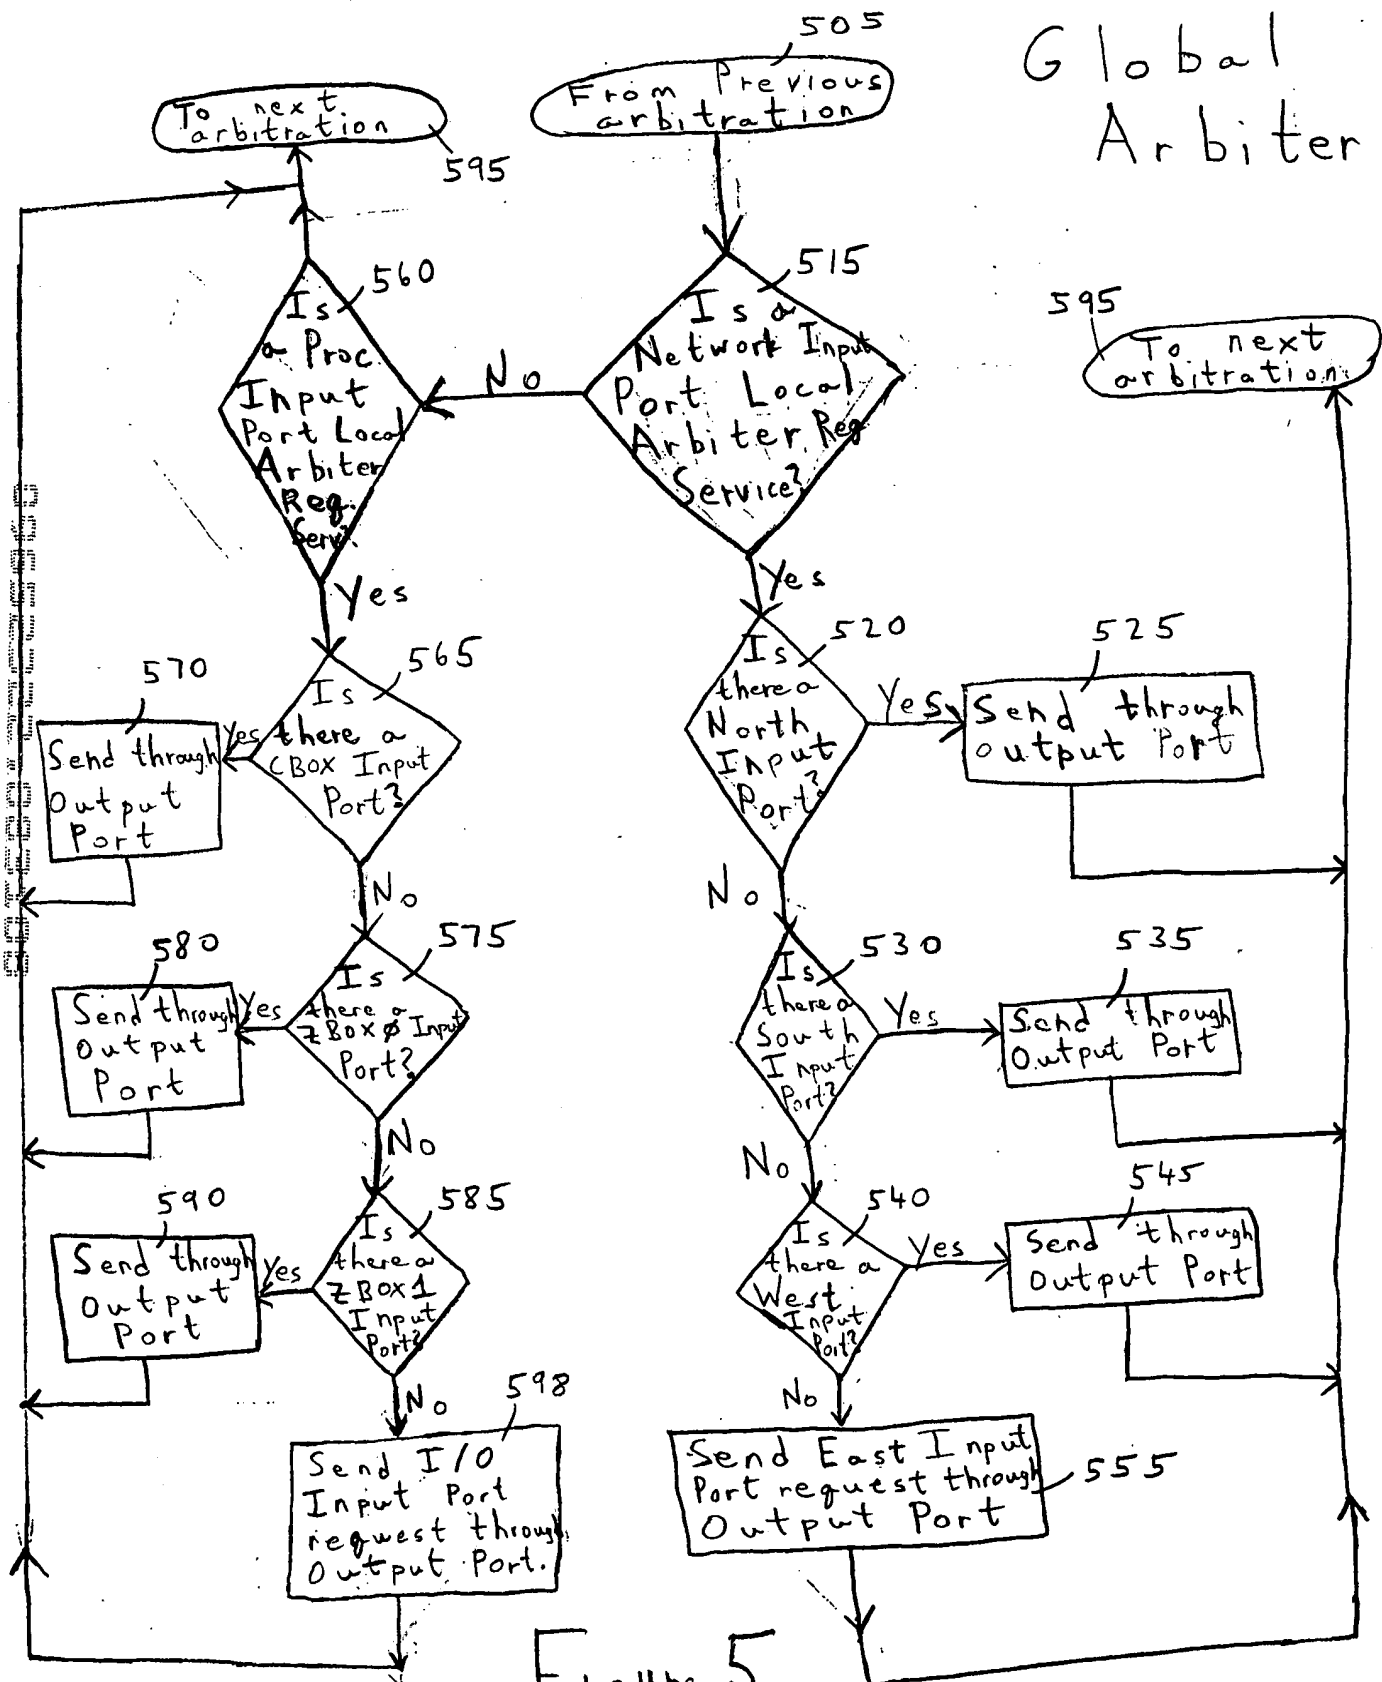 Global
Arbiter
505
From Previous
arbitration
To next
arbitration
595
515
Is a
Network Input
Port Local
Arbiter Req
Service?
No
Yes
560
Is
a Proc
Input
Port Local
Arbiter
Req.
Serv?
Yes
595
To next
arbitration
520
Is
there a
North
Input
Port?
Yes
No
525
Send through
output Port
530
Is
there a
South
Input
Port?
Yes
No
535
Send through
Output Port
540
Is
there a
West
Input
Port?
Yes
No
545
Send through
Output Port
Send East Input
Port request through
Output Port
555
565
Is
there a
CBOX Input
Port?
Yes
No
570
Send through
Output
Port
575
Is
there a
ZBOX0 Input
Port?
Yes
No
580
Send through
Output
Port
585
Is
there a
ZBOX1
Input
Port?
Yes
No
590
Send through
Output
Port
598
Send I/O
Input Port
request through
Output Port.
Figure 5